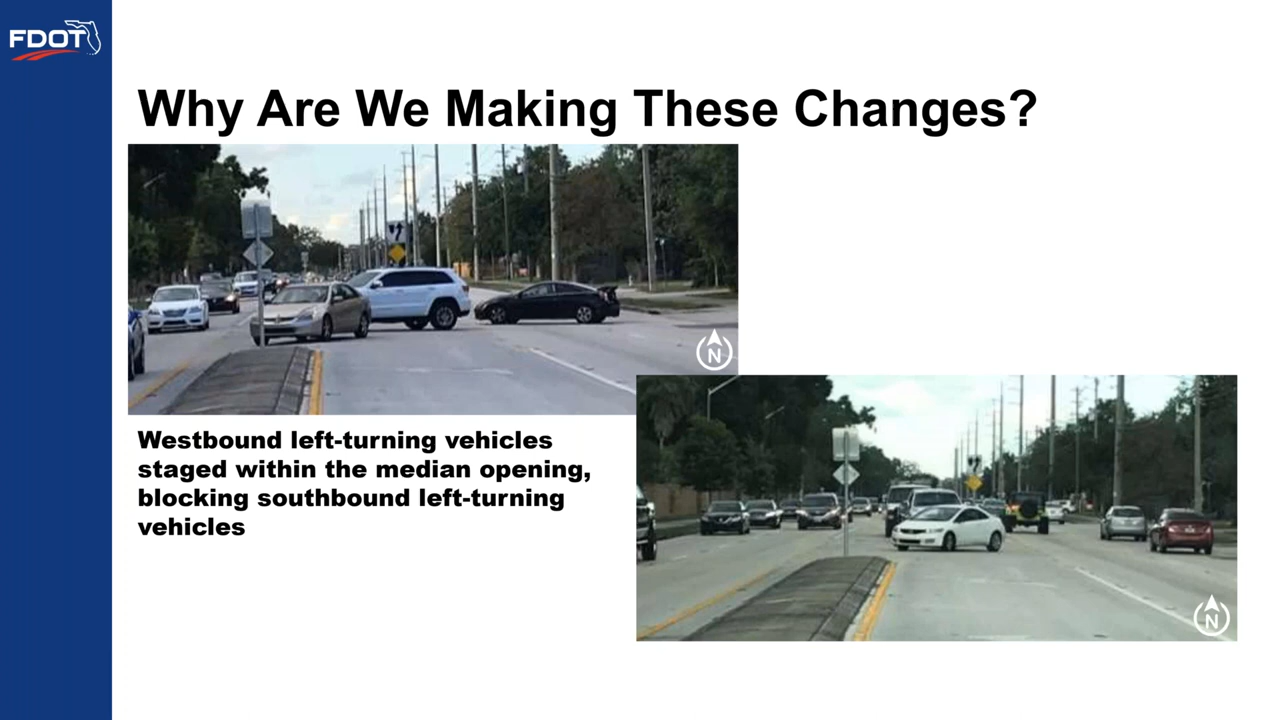 FDOT
Why Are We Making These Changes?
N
Westbound left-turning vehicles
staged within the median opening,
blocking southbound left-turning
vehicles
N